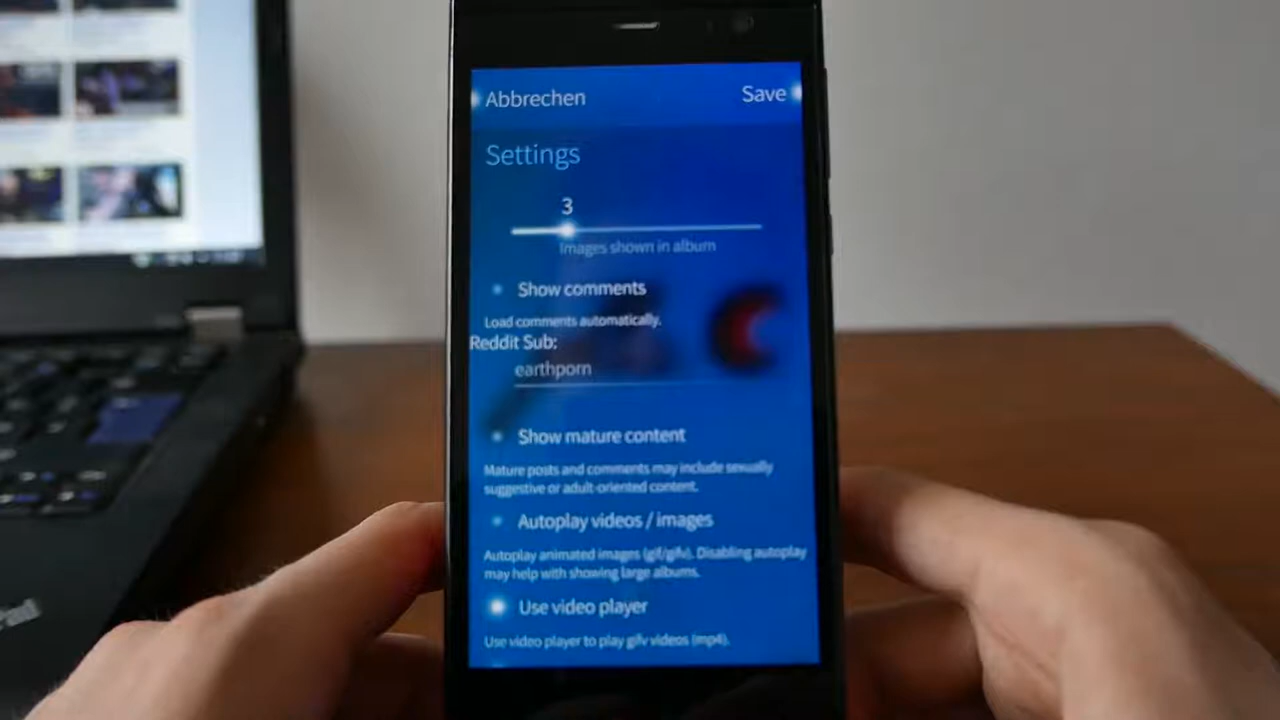 Abbrechen
Save
Settings
3
Images shown in album
Show comments
Load comments automatically.
Reddit Sub:
earthporn
Show mature content
Mature posts and comments may include sexually
suggestive or adult-oriented content.
Autoplay videos / images
Autoplay animated images (gif/gifv). Disabling autoplay
may help with showing large albums.
Use video player
Use video player to play gifv videos (mp4).